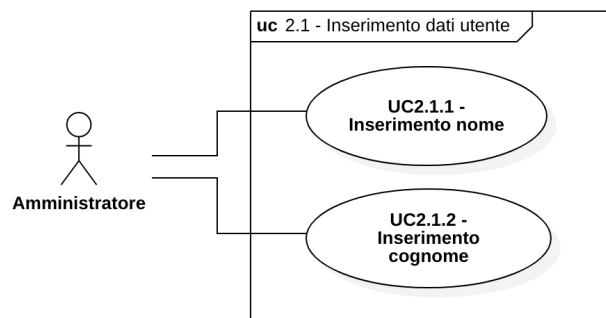 uc 2.1 - Inserimento dati utente
UC2.1.1 -
Inserimento nome
Amministratore
UC2.1.2 -
Inserimento
cognome